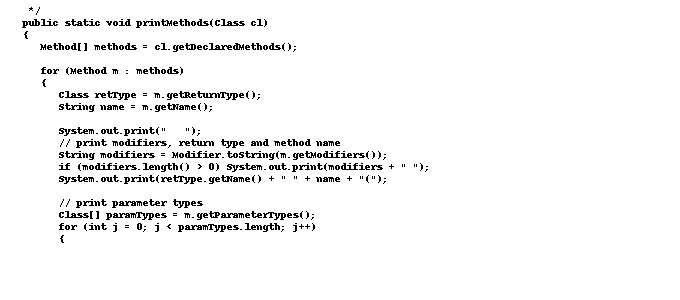 */
public static void printMethods(Class cl)
{
Method[] methods = cl.getDeclaredMethods();
for (Method m : methods)
{
Class retType = m.getReturnType();
String name = m.getName();
System.out.print("   ");
// print modifiers, return type and method name
String modifiers = Modifier.toString(m.getModifiers());
if (modifiers.length() > 0) System.out.print(modifiers + " ");
System.out.print(retType.getName() + " " + name + "(");
// print parameter types
Class[] paramTypes = m.getParameterTypes();
for (int j = 0; j < paramTypes.length; j++)
{